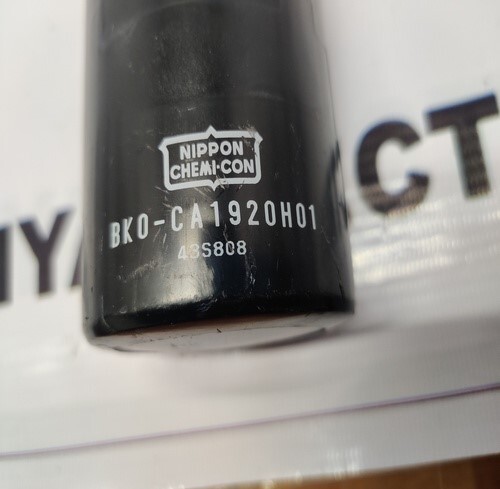 NIPPON
CHEMI-CON
BKO-CA1920H01
43S808